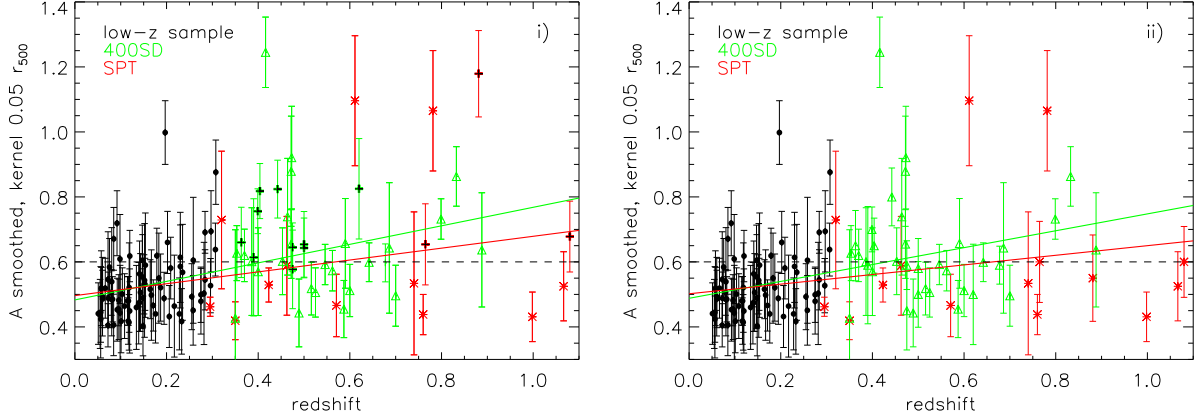 low-z sample
400SD
SPT
i)
1.4
1.2
1.0
0.8
0.6
0.4
A smoothed, kernel 0.05 r500
0.0 0.2 0.4 0.6 0.8 1.0
redshift
low-z sample
400SD
SPT
ii)
1.4
1.2
1.0
0.8
0.6
0.4
A smoothed, kernel 0.05 r500
0.0 0.2 0.4 0.6 0.8 1.0
redshift